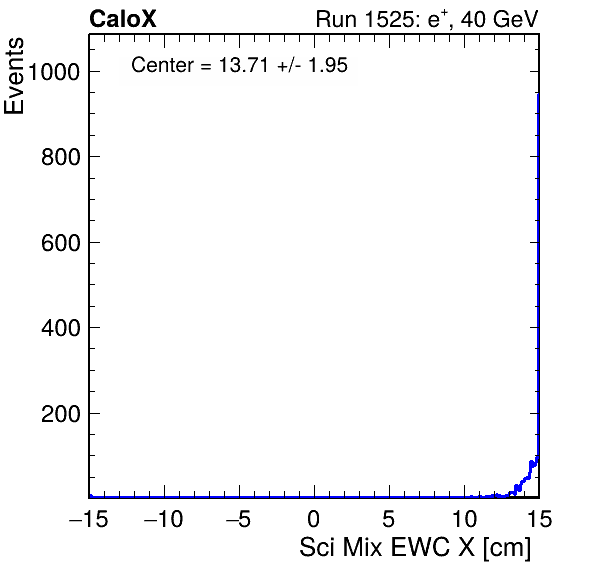 CaloX Run 1525: e⁺, 40 GeV
Center = 13.71 +/- 1.95
Events
1000
800
600
400
200
−15 −10 −5 0 5 10 15
Sci Mix EWC X [cm]